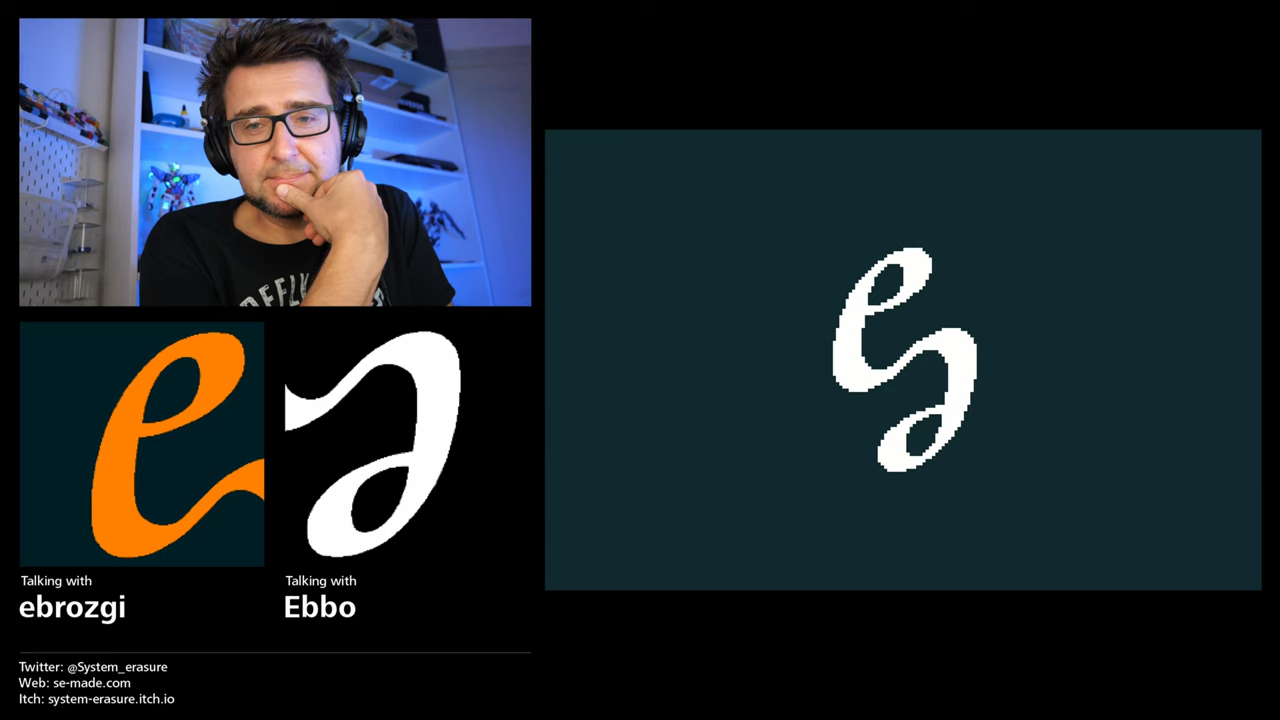 Talking with
ebrozgi
Talking with
Ebbo
Twitter: @System_erasure
Web: se-made.com
Itch: system-erasure.itch.io